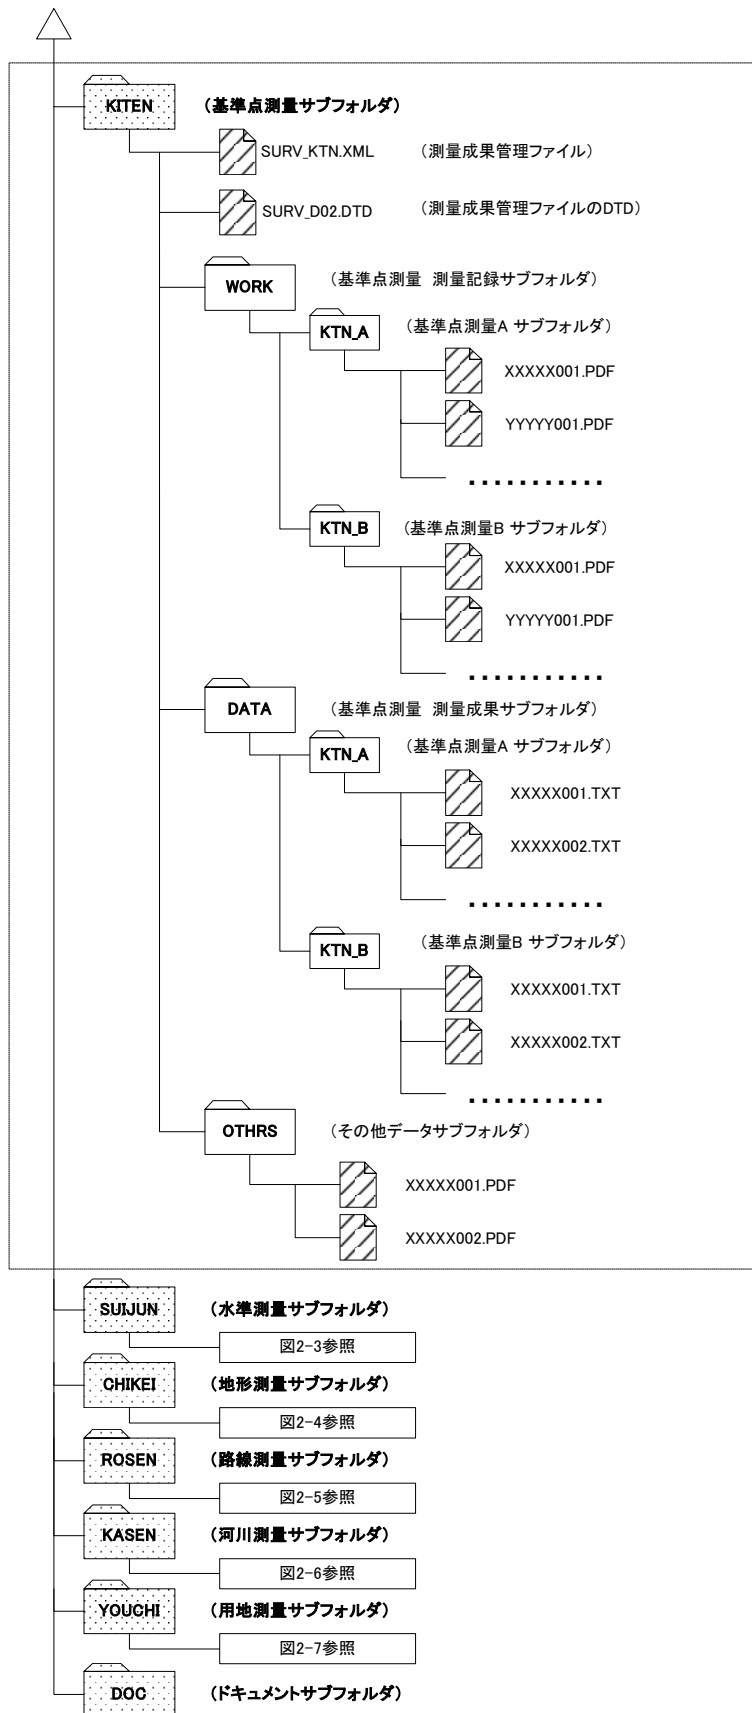 KITEN (基準点測量サブフォルダ)
SURV_KTN.XML (測量成果管理ファイル)
SURV_D02.DTD (測量成果管理ファイルのDTD)
WORK (基準点測量 測量記録サブフォルダ)
KTN_A (基準点測量A サブフォルダ)
XXXXX001.PDF
YYYYY001.PDF
...........
KTN_B (基準点測量B サブフォルダ)
XXXXX001.PDF
YYYYY001.PDF
...........
DATA (基準点測量 測量成果サブフォルダ)
KTN_A (基準点測量A サブフォルダ)
XXXXX001.TXT
XXXXX002.TXT
...........
KTN_B (基準点測量B サブフォルダ)
XXXXX001.TXT
XXXXX002.TXT
...........
OTHRS (その他データサブフォルダ)
XXXXX001.PDF
XXXXX002.PDF
SUIJUN (水準測量サブフォルダ)
図2-3参照
CHIKEI (地形測量サブフォルダ)
図2-4参照
ROSEN (路線測量サブフォルダ)
図2-5参照
KASEN (河川測量サブフォルダ)
図2-6参照
YOUCHI (用地測量サブフォルダ)
図2-7参照
DOC (ドキュメントサブフォルダ)